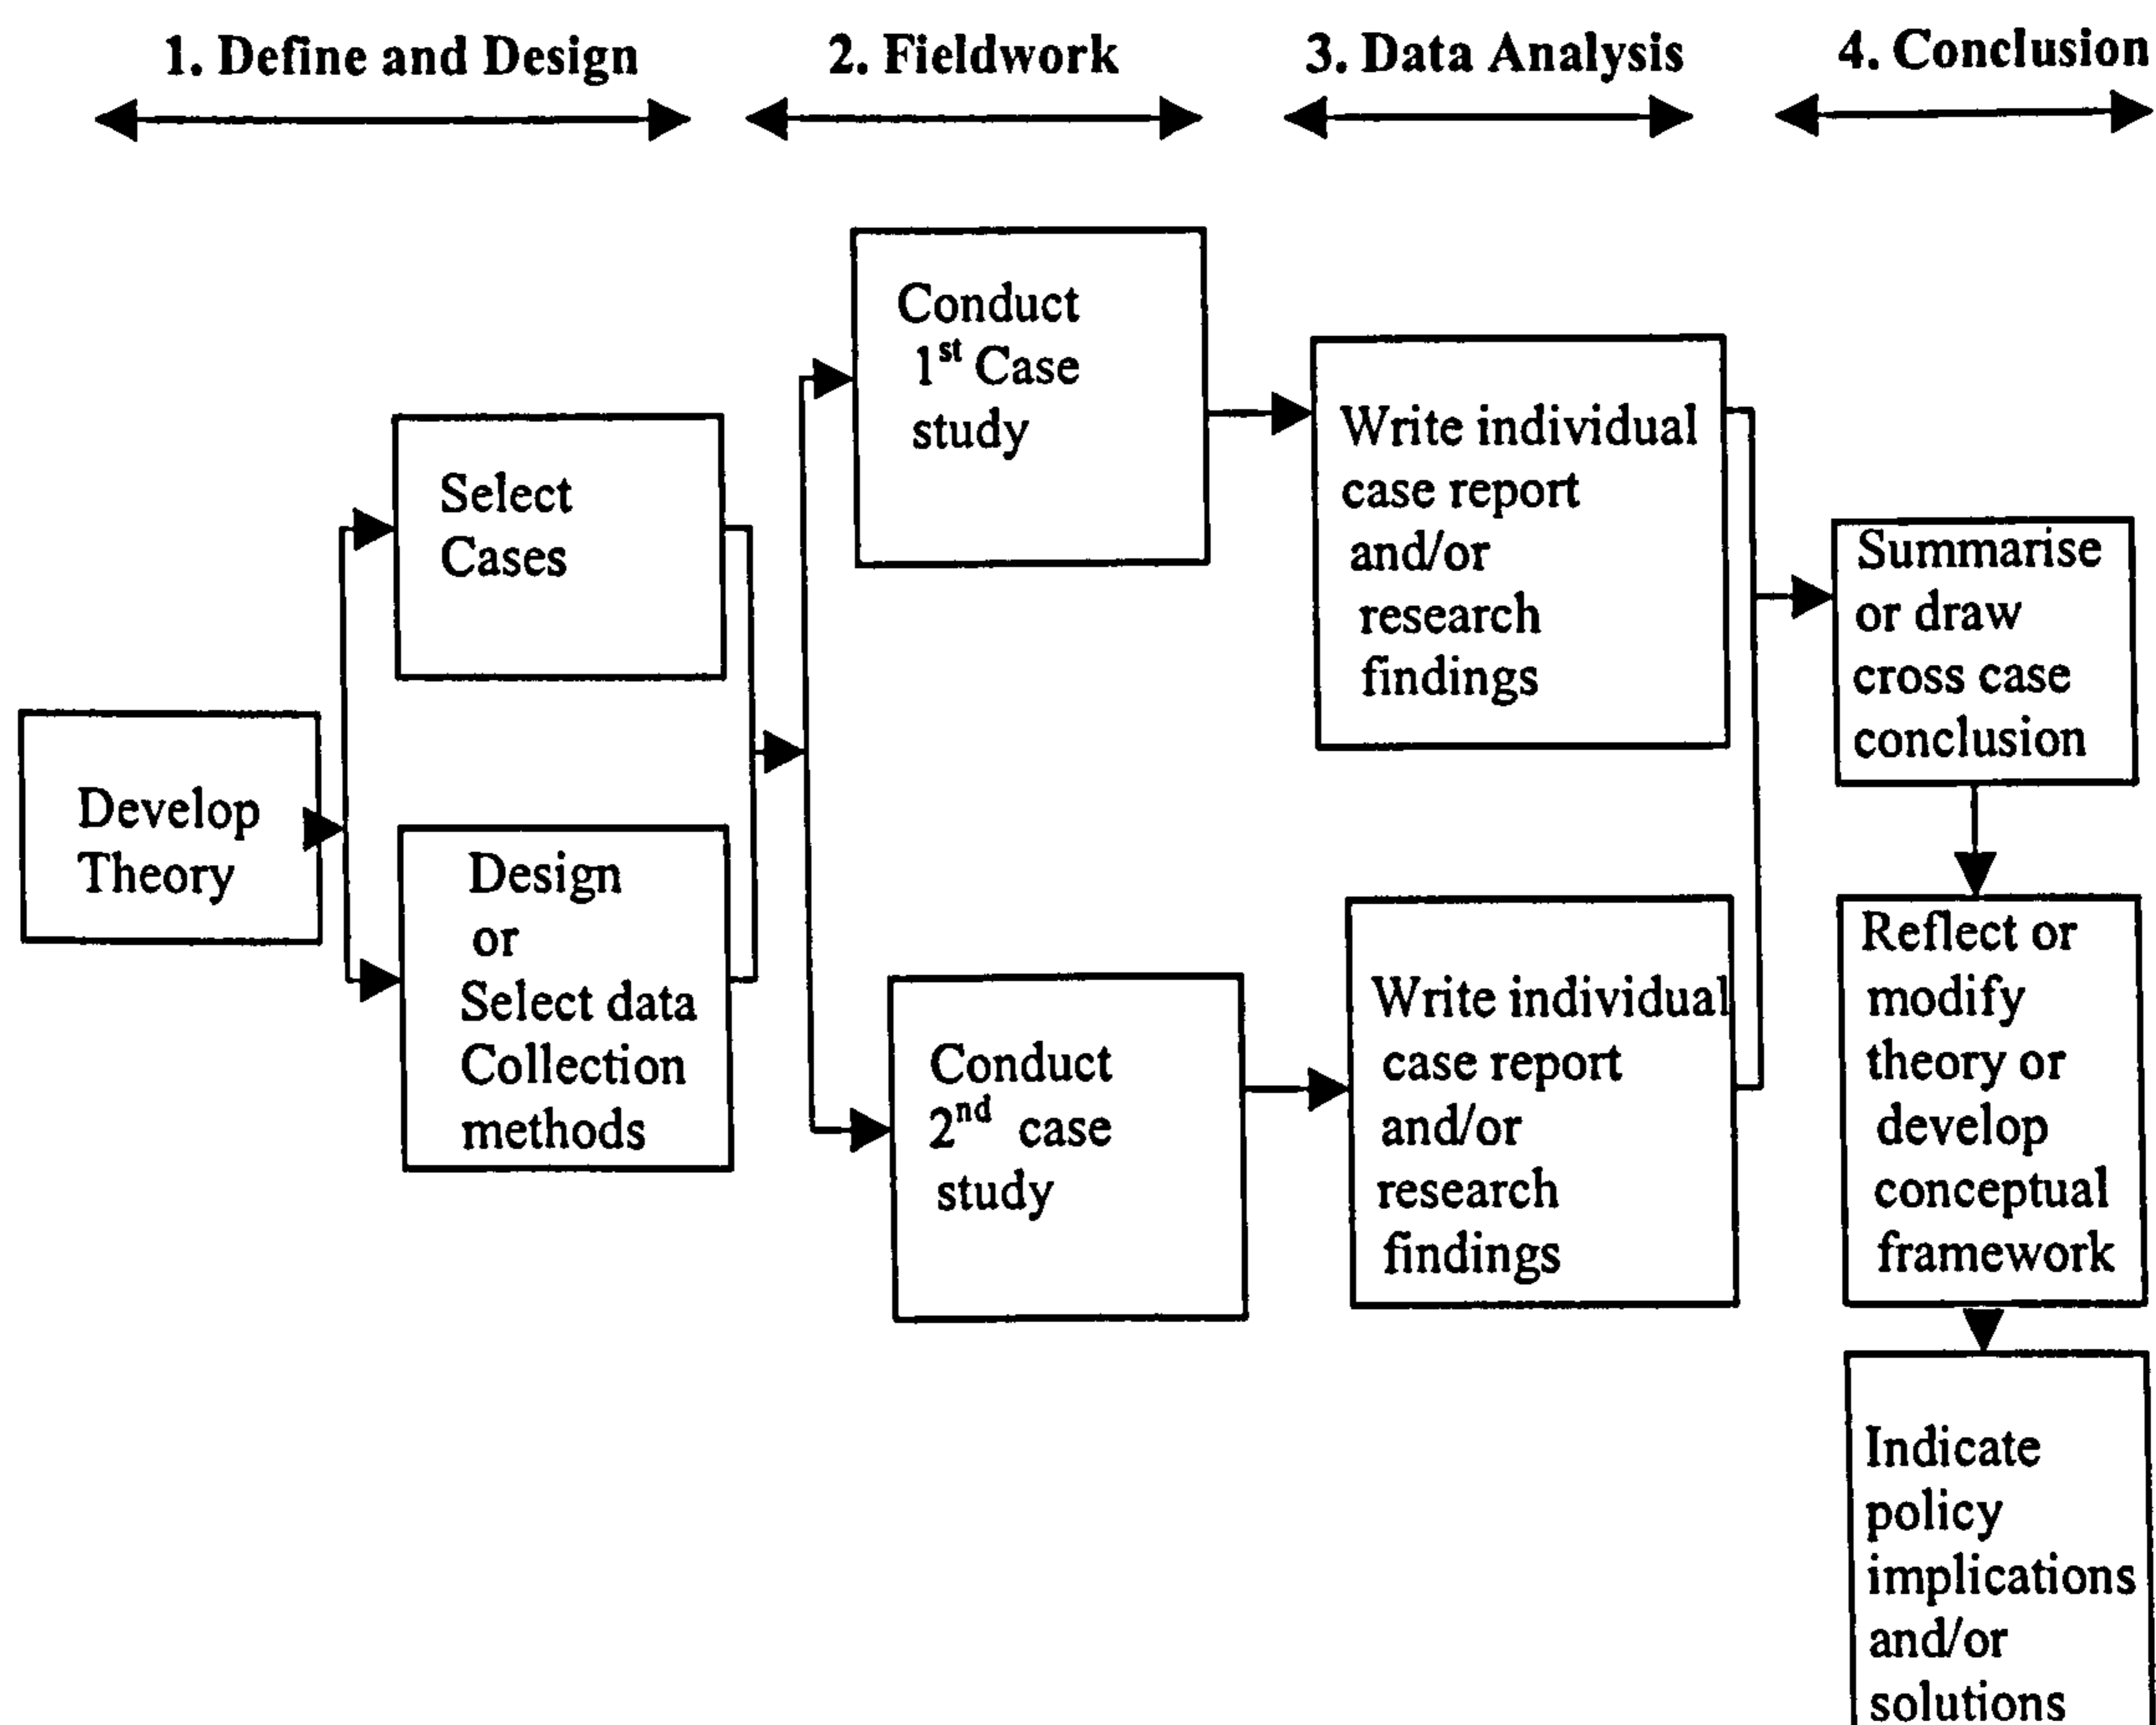 1. Define and Design
2. Fieldwork
3. Data Analysis
4. Conclusion
Develop
Theory
Select
Cases
Design
or
Select data
Collection
methods
Conduct
1st Case
study
Conduct
2nd case
study
Write individual
case report
and/or
research
findings
Write individual
case report
and/or
research
findings
Summarise
or draw
cross case
conclusion
Reflect or
modify
theory or
develop
conceptual
framework
Indicate
policy
implications
and/or
solutions